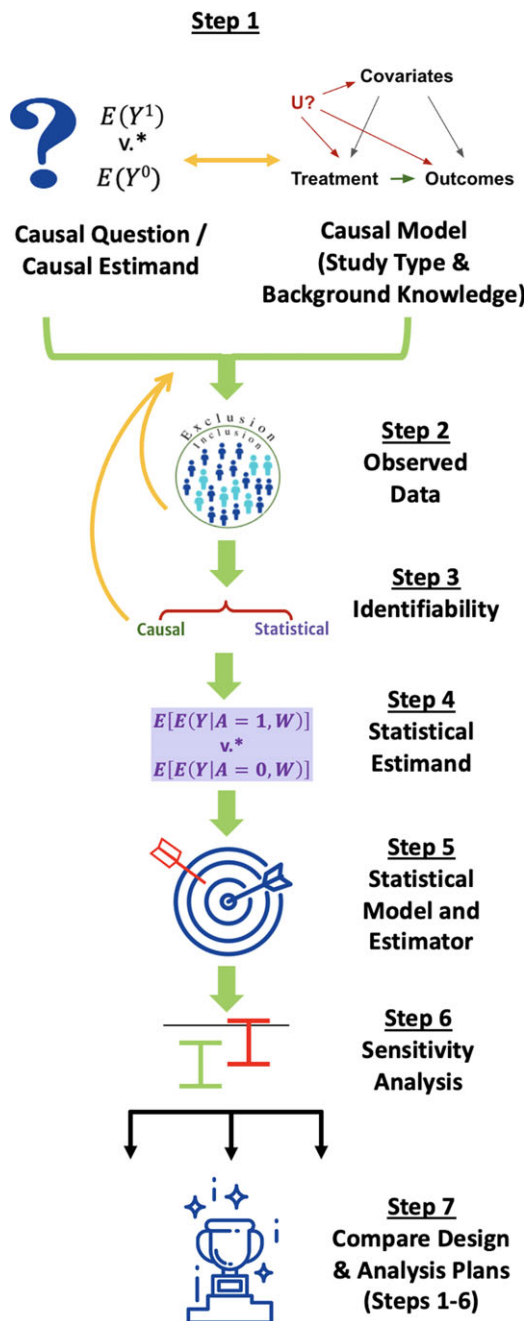 Step 1
E(Y¹)
v.*
E(Y⁰)
Covariates
U?
Treatment
Outcomes
Causal Question /
Causal Estimand
Causal Model
(Study Type &
Background Knowledge)
Exclusion
Inclusion
Step 2
Observed
Data
Step 3
Identifiability
Causal
Statistical
E[E(Y|A = 1, W)]
v.*
E[E(Y|A = 0, W)]
Step 4
Statistical
Estimand
Step 5
Statistical
Model and
Estimator
Step 6
Sensitivity
Analysis
Step 7
Compare Design
& Analysis Plans
(Steps 1-6)